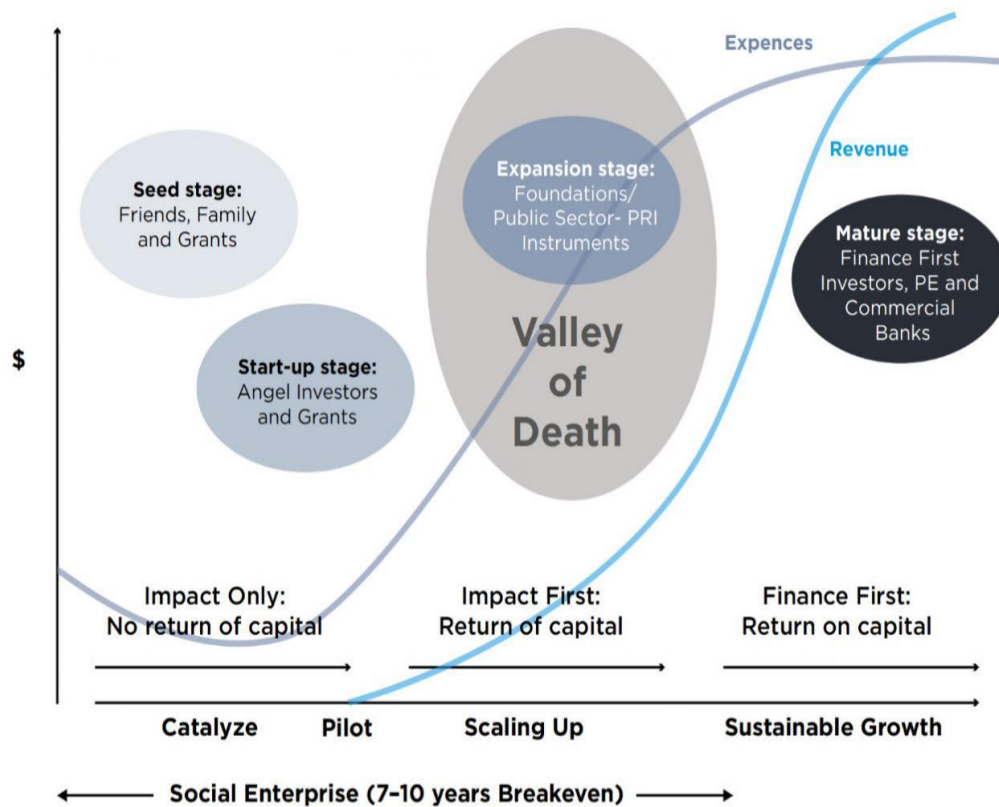 Expences
Revenue
Seed stage:
Friends, Family
and Grants
Expansion stage:
Foundations/
Public Sector- PRI
Instruments
Mature stage:
Finance First
Investors, PE and
Commercial
Banks
Start-up stage:
Angel Investors
and Grants
Valley
of
Death
$
Impact Only:
No return of capital
Impact First:
Return of capital
Finance First:
Return on capital
Catalyze
Pilot
Scaling Up
Sustainable Growth
Social Enterprise (7–10 years Breakeven)